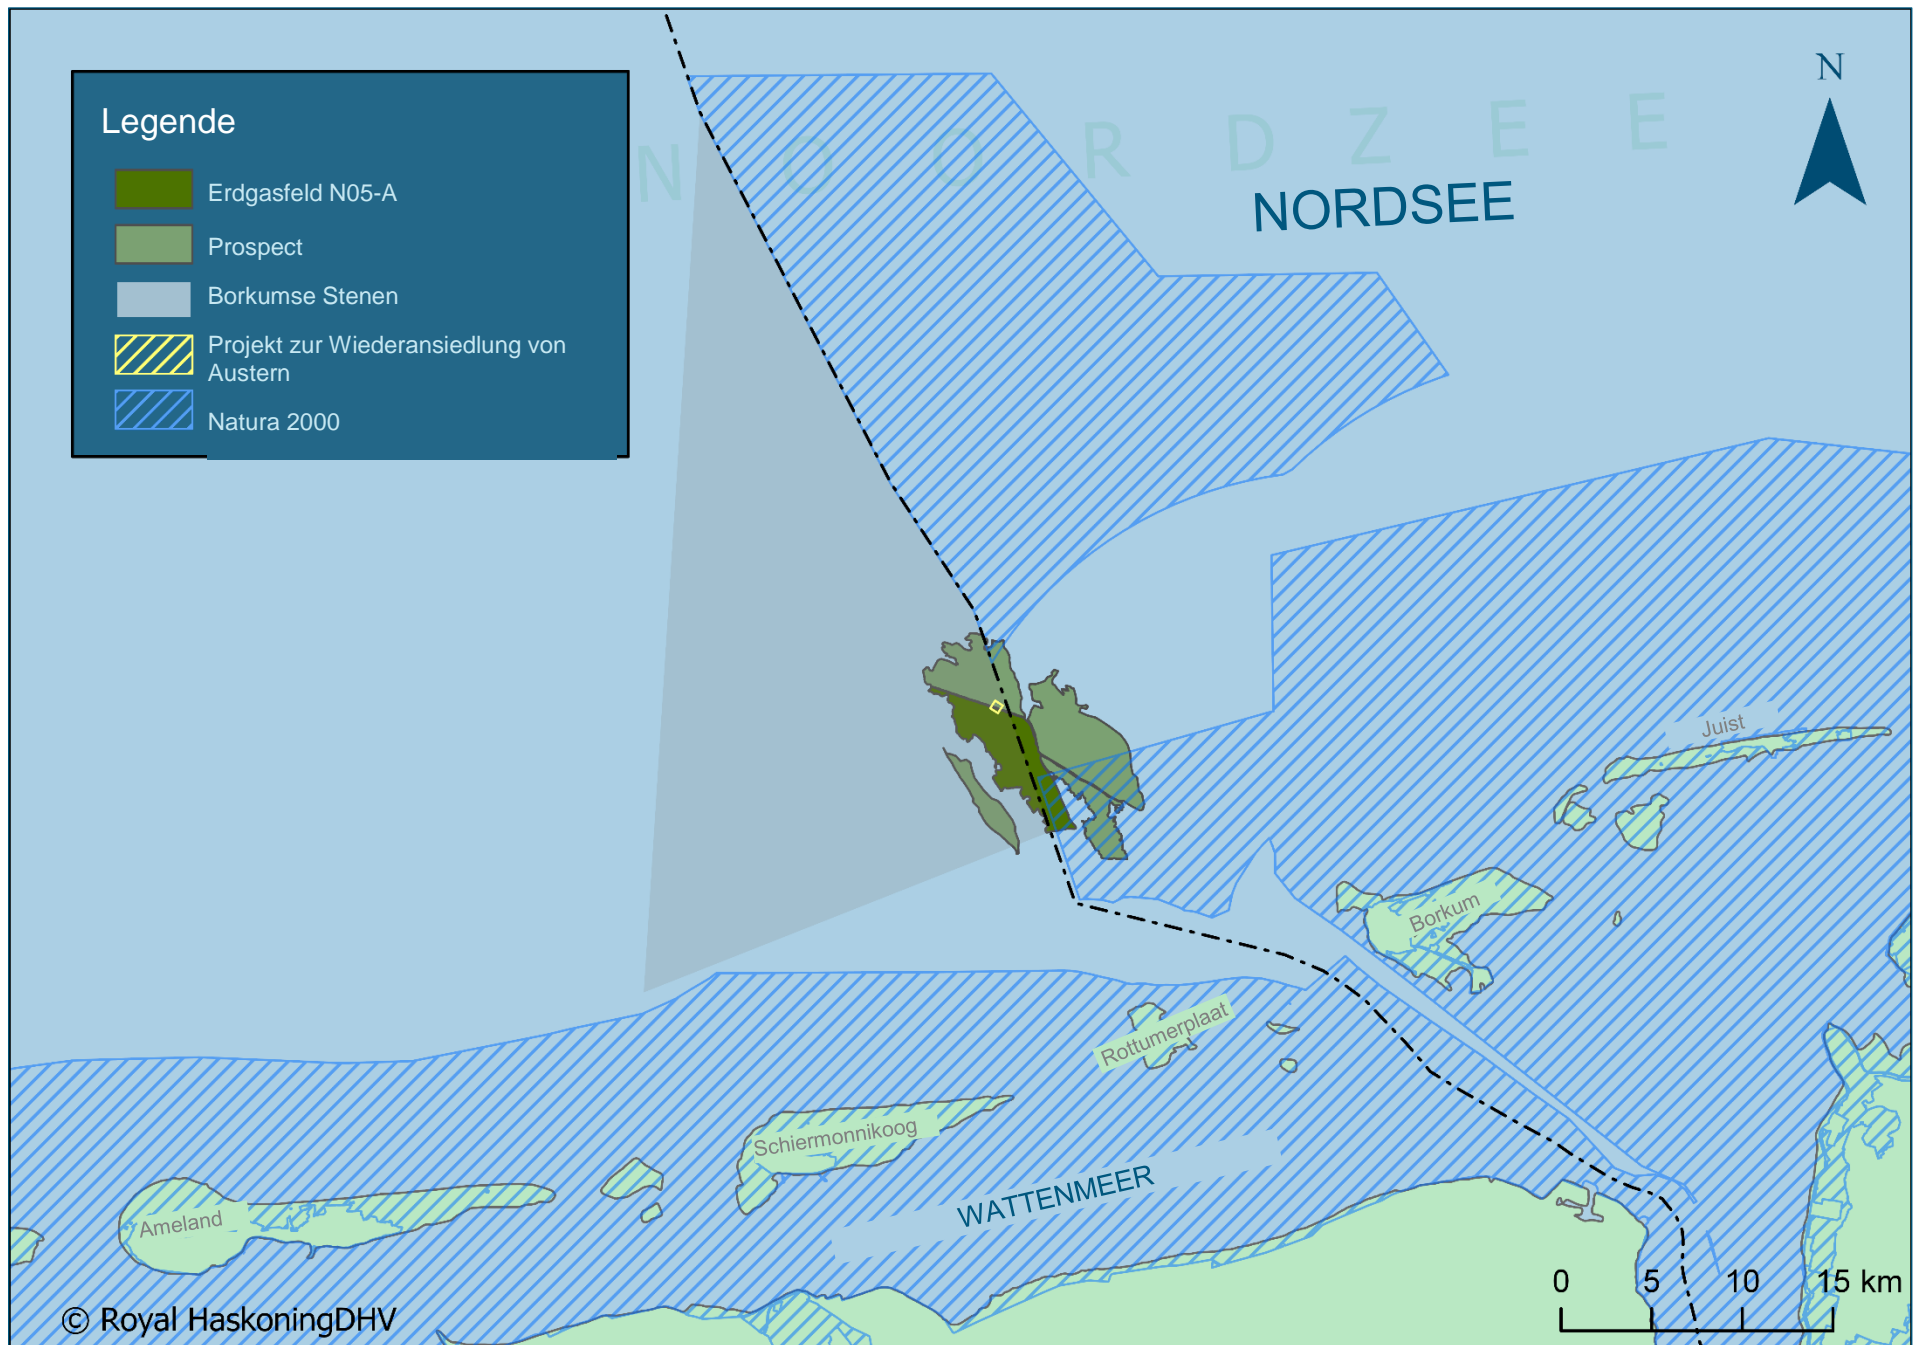 N
Legende
NOORDZEE
NORDSEE
Erdgasfeld N05-A
Prospect
Borkumse Stenen
Projekt zur Wiederansiedlung von
Austern
Natura 2000
Juist
Borkum
Rottumerplaat
Schiermonnikoog
WATTENMEER
Ameland
0 5 10 15 km
© Royal HaskoningDHV